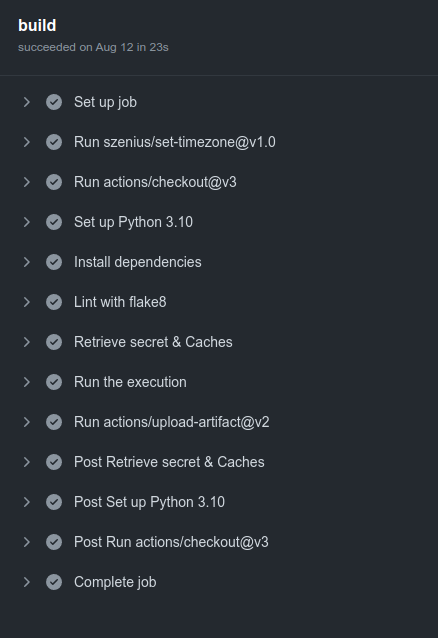 build
succeeded on Aug 12 in 23s
Set up job
Run szenius/set-timezone@v1.0
Run actions/checkout@v3
Set up Python 3.10
Install dependencies
Lint with flake8
Retrieve secret & Caches
Run the execution
Run actions/upload-artifact@v2
Post Retrieve secret & Caches
Post Set up Python 3.10
Post Run actions/checkout@v3
Complete job